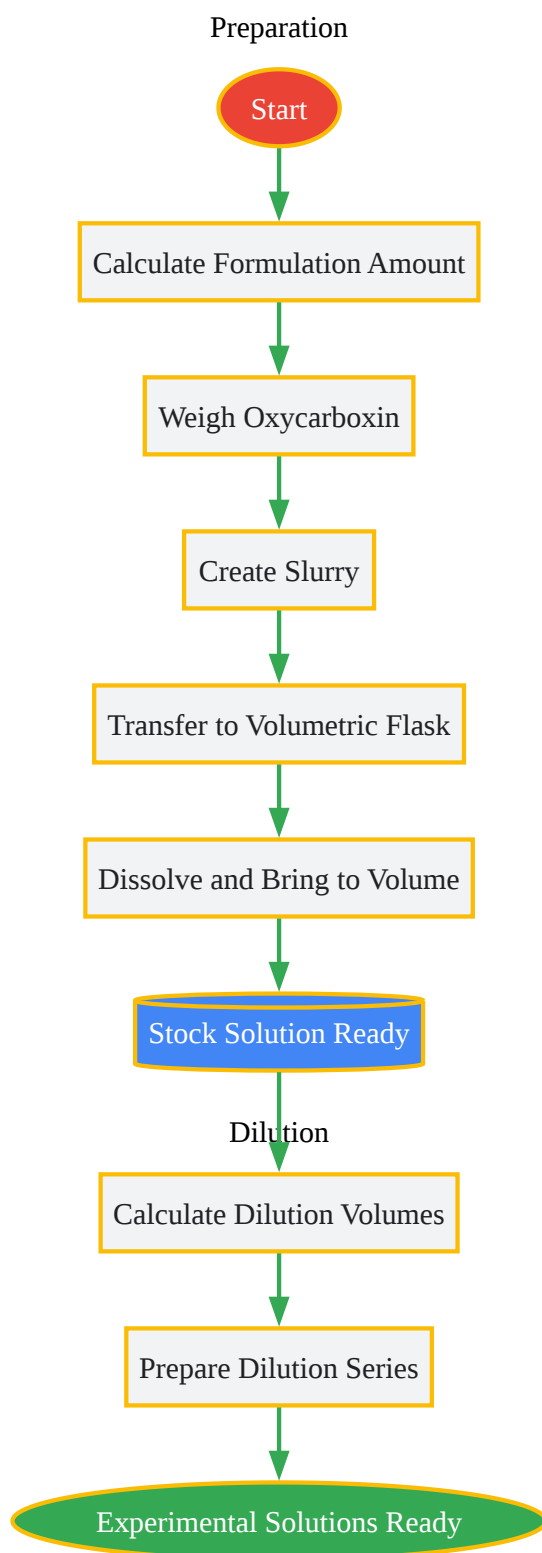 Preparation
Start
Calculate Formulation Amount
Weigh Oxycarboxin
Create Slurry
Transfer to Volumetric Flask
Dissolve and Bring to Volume
Stock Solution Ready
Dilution
Calculate Dilution Volumes
Prepare Dilution Series
Experimental Solutions Ready